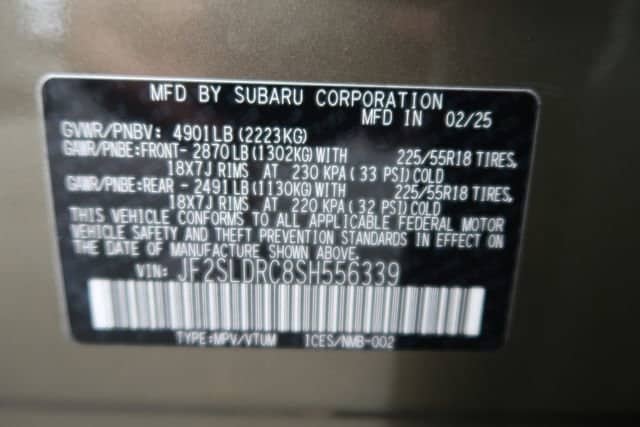 MFD BY SUBARU CORPORATION
MFD IN 02/25
GVWR/PNBV: 4901LB(2223KG)
GAWR/PNBE:FRONT- 2870LB(1302KG)WITH 225/55R18 TIRES,
18X7J RIMS AT 230 KPA(33 PSI)COLD
GAWR/PNBE:REAR - 2491LB(1130KG)WITH 225/55R18 TIRES,
18X7J RIMS AT 220 KPA(32 PSI)COLD
THIS VEHICLE CONFORMS TO ALL APPLICABLE FEDERAL MOTOR
VEHICLE SAFETY AND THEFT PREVENTION STANDARDS IN EFFECT ON
THE DATE OF MANUFACTURE SHOWN ABOVE.
VIN: JF2SLDRC8SH556339
TYPE:MPV/VTUM ICES/NMB-002